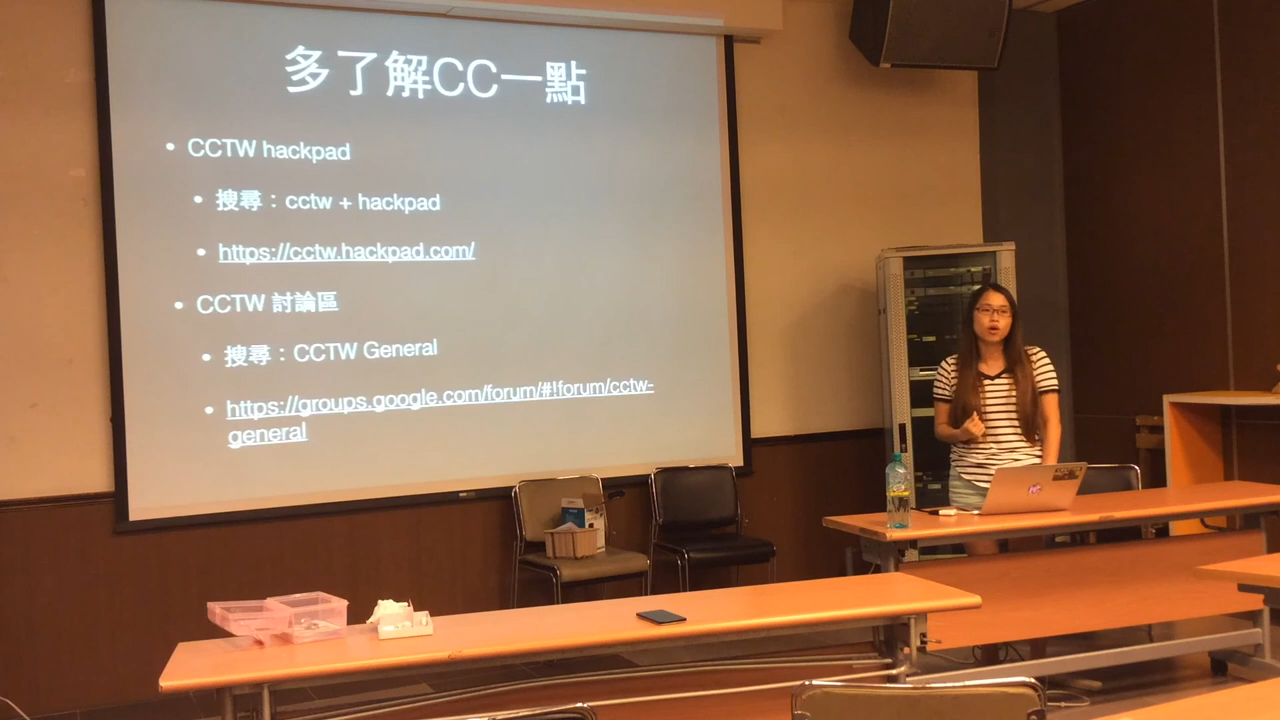 多了解CC一點
• CCTW hackpad
• 搜尋：cctw + hackpad
• https://cctw.hackpad.com/
• CCTW 討論區
• 搜尋：CCTW General
• https://groups.google.com/forum/#!forum/cctw-
general